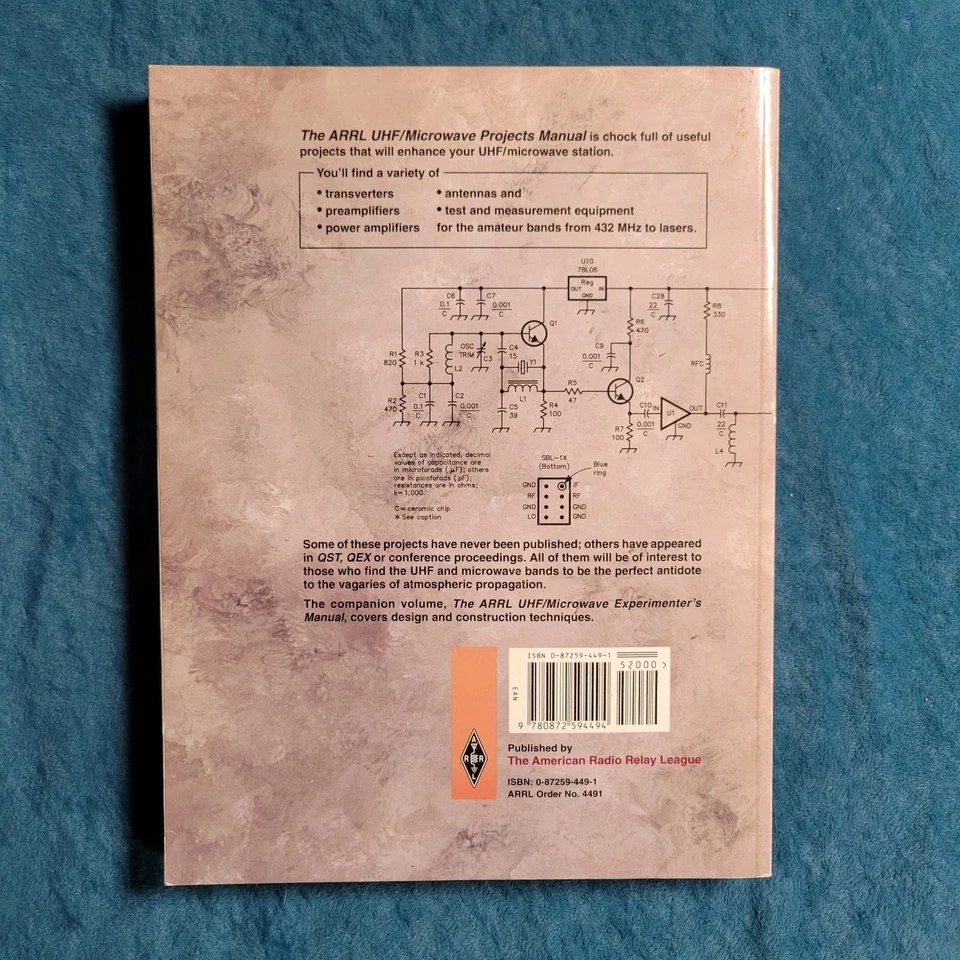 The ARRL UHF/Microwave Projects Manual is chock full of useful
projects that will enhance your UHF/microwave station.
You'll find a variety of
• transverters
• preamplifiers
• power amplifiers
• antennas and
• test and measurement equipment
for the amateur bands from 432 MHz to lasers.
U10
78L06
Reg
OUT IN
GND
C6
0.1
C
C7
0.001
C
Q1
C28
22
C
R8
330
R6
470
OSC
TRIM
C3
C4
15
Y1
C9
0.001
C
R1
820
R3
1 k
L2
RFC
L1
R5
47
Q2
R2
470
C1
0.1
C
C2
0.001
C
C5
39
R4
100
R7
100
C10
0.001
C
IN
U1
OUT
GND
C11
22
C
L4
Except as indicated, decimal
values of capacitance are
in microfarads (µF); others
are in picofarads (pF);
resistances are in ohms;
k=1,000.
C=ceramic chip
* See caption
SBL-1X
(Bottom)
Blue
ring
GND IF
RF RF
GND GND
LO GND
Some of these projects have never been published; others have appeared
in QST, QEX or conference proceedings. All of them will be of interest to
those who find the UHF and microwave bands to be the perfect antidote
to the vagaries of atmospheric propagation.
The companion volume, The ARRL UHF/Microwave Experimenter's
Manual, covers design and construction techniques.
ISBN 0-87259-449-1
52000 >
EAN
9 780872 594494
A
R R
L
Published by
The American Radio Relay League
ISBN: 0-87259-449-1
ARRL Order No. 4491